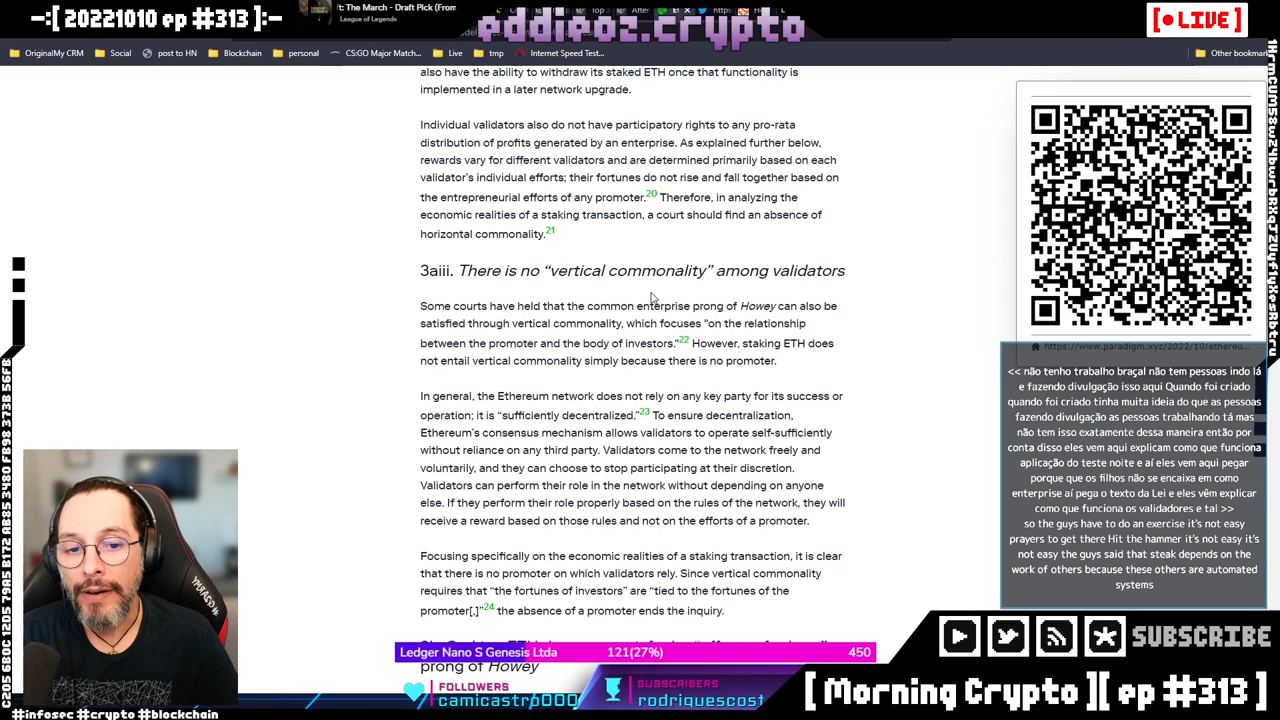 -:[ 20221010 ep #313 ]:-
T: The March - Draft Pick (From
League of Legends
eddieoz.crypto
[ LIVE ]
OriginalMy CRM
Social
post to HN
Blockchain
personal
CS:GO Major Match...
Live
tmp
Internet Speed Test...
Other bookmar
also have the ability to withdraw its staked ETH once that functionality is
implemented in a later network upgrade.
Individual validators also do not have participatory rights to any pro-rata
distribution of profits generated by an enterprise. As explained further below,
rewards vary for different validators and are determined primarily based on each
validator's individual efforts; their fortunes do not rise and fall together based on
the entrepreneurial efforts of any promoter.20 Therefore, in analyzing the
economic realities of a staking transaction, a court should find an absence of
horizontal commonality.21
3aiii. There is no “vertical commonality” among validators
Some courts have held that the common enterprise prong of Howey can also be
satisfied through vertical commonality, which focuses “on the relationship
between the promoter and the body of investors.”22 However, staking ETH does
not entail vertical commonality simply because there is no promoter.
In general, the Ethereum network does not rely on any key party for its success or
operation; it is “sufficiently decentralized.”23 To ensure decentralization,
Ethereum's consensus mechanism allows validators to operate self-sufficiently
without reliance on any third party. Validators come to the network freely and
voluntarily, and they can choose to stop participating at their discretion.
Validators can perform their role in the network without depending on anyone
else. If they perform their role properly based on the rules of the network, they will
receive a reward based on those rules and not on the efforts of a promoter.
Focusing specifically on the economic realities of a staking transaction, it is clear
that there is no promoter on which validators rely. Since vertical commonality
requires that “the fortunes of investors” are “tied to the fortunes of the
promoter[,]”24 the absence of a promoter ends the inquiry.
prong of Howey
https://www.paradigm.xyz/2022/10/ethereu...
<< não tenho trabalho braçal não tem pessoas indo lá
e fazendo divulgação isso aqui Quando foi criado
quando foi criado tinha muita ideia do que as pessoas
fazendo divulgação as pessoas trabalhando tá mas
não tem isso exatamente dessa maneira então por
conta disso eles vem aqui explicam como que funciona
aplicação do teste noite e aí eles vem aqui pegar
porque que os filhos não se encaixa em como
enterprise aí pega o texto da Lei e eles vêm explicar
como que funciona os validadores e tal >>
so the guys have to do an exercise it's not easy
prayers to get there Hit the hammer it's not easy it's
not easy the guys said that steak depends on the
work of others because these others are automated
systems
Ledger Nano S Genesis Ltda
121(27%)
450
FOLLOWERS
camicastro000
SUBSCRIBERS
rodriguescost
SUBSCRIBE
[ Morning Crypto ][ ep #313 ]
#infosec #crypto #blockchain